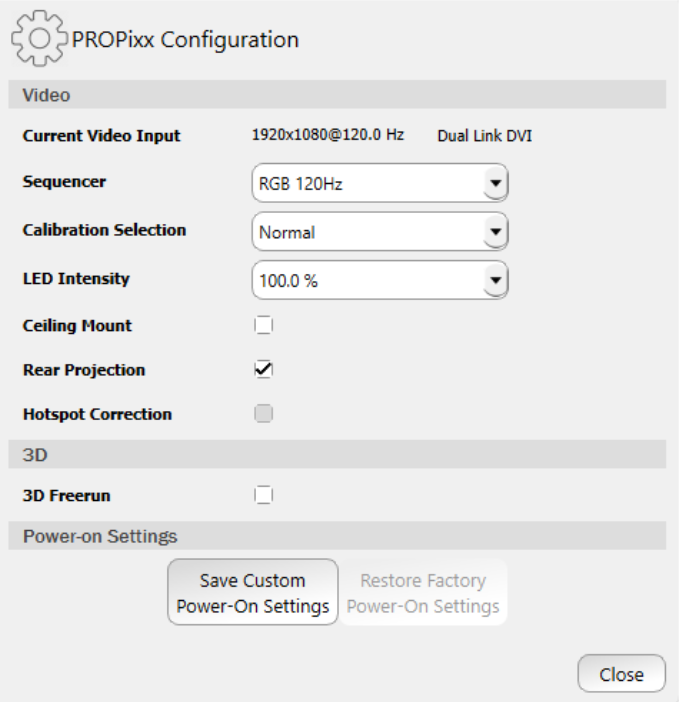 PROPixx Configuration
Video
Current Video Input 1920x1080@120.0 Hz Dual Link DVI
Sequencer RGB 120Hz
Calibration Selection Normal
LED Intensity 100.0 %
Ceiling Mount
Rear Projection
Hotspot Correction
3D
3D Freerun
Power-on Settings
Save Custom Restore Factory
Power-On Settings Power-On Settings
Close